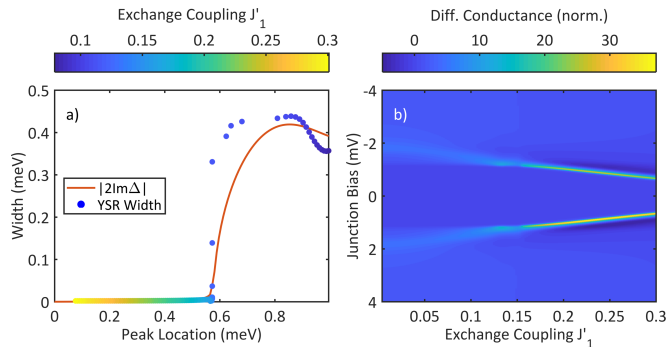 Exchange Coupling J'1
0.1 0.15 0.2 0.25 0.3
a)
0.5
0.4
0.3
0.2
0.1
0
Width (meV)
|2ImΔ|
YSR Width
0 0.2 0.4 0.6 0.8
Peak Location (meV)
Diff. Conductance (norm.)
0 10 20 30
b)
-4
-2
0
2
4
Junction Bias (mV)
0.05 0.1 0.15 0.2 0.25 0.3
Exchange Coupling J'1